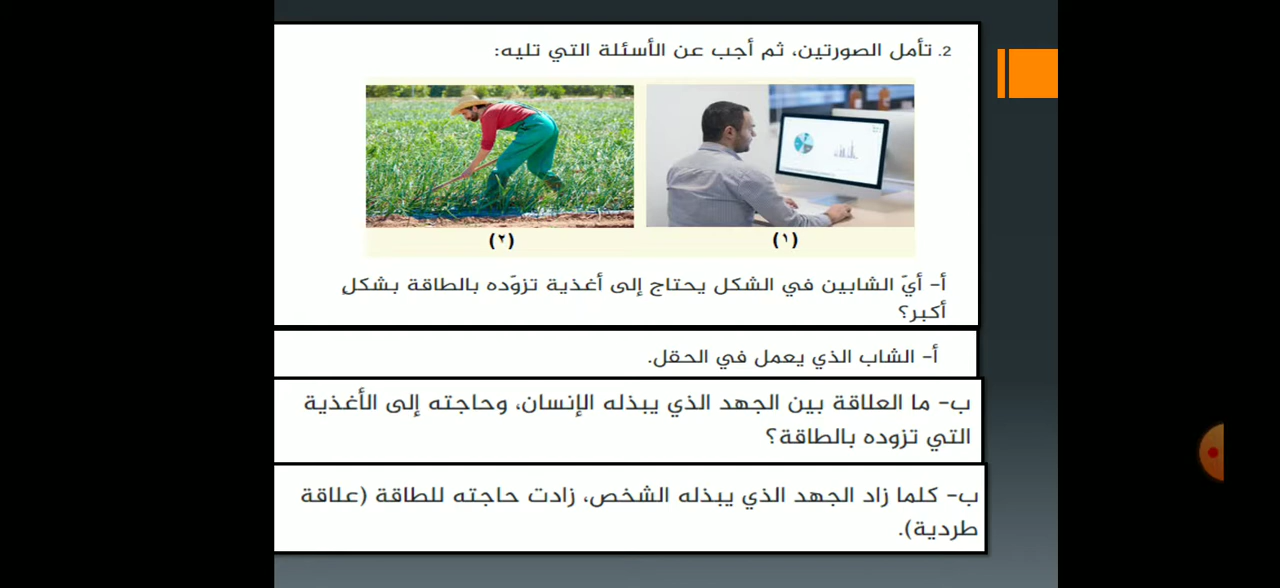 2. تأمل الصورتين، ثم أجب عن الأسئلة التي تليه:
(١)
(٢)
أ- أيّ الشابين في الشكل يحتاج إلى أغذية تزوّده بالطاقة بشكلٍ
أكبر؟
أ- الشاب الذي يعمل في الحقل.
ب- ما العلاقة بين الجهد الذي يبذله الإنسان، وحاجته إلى الأغذية
التي تزوده بالطاقة؟
ب- كلما زاد الجهد الذي يبذله الشخص، زادت حاجته للطاقة (علاقة
طردية).